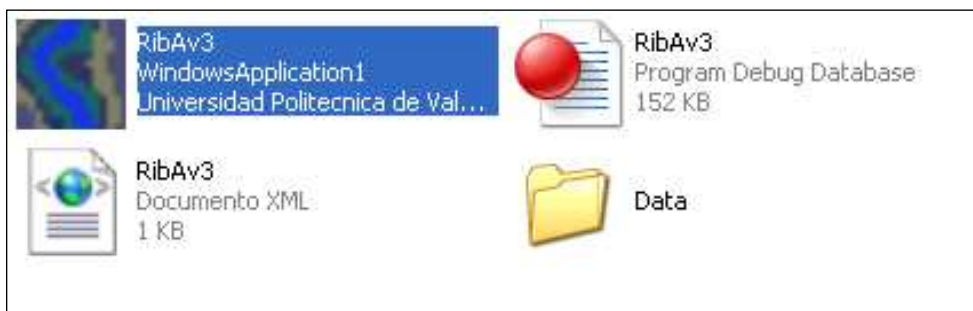 RibAv3
WindowsApplication1
Universidad Politecnica de Val...
RibAv3
Program Debug Database
152 KB
RibAv3
Documento XML
1 KB
Data